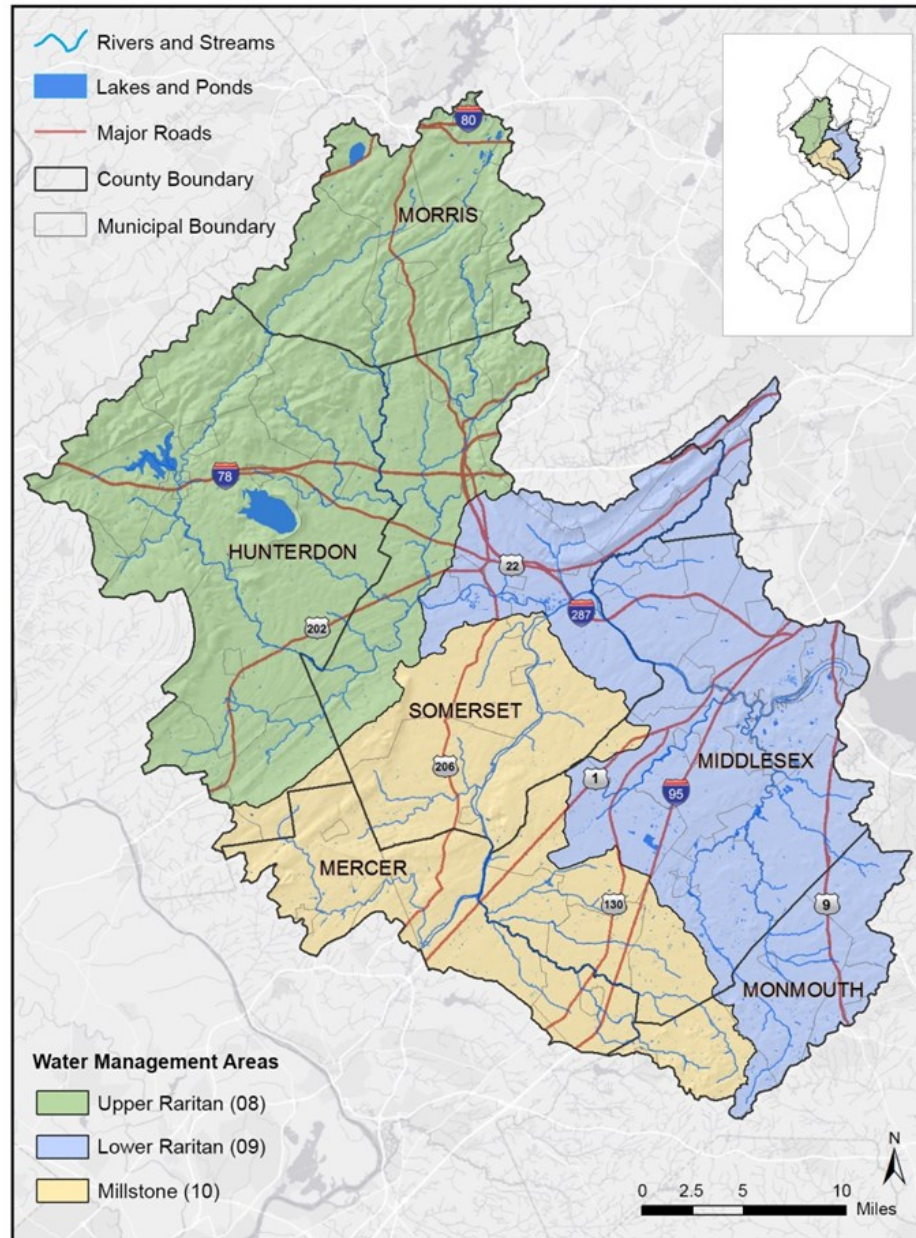 Rivers and Streams
Lakes and Ponds
Major Roads
County Boundary
Municipal Boundary
80
MORRIS
78
HUNTERDON
22
287
202
SOMERSET
206
1
MIDDLESEX
95
MERCER
130
9
MONMOUTH
Water Management Areas
Upper Raritan (08)
Lower Raritan (09)
Millstone (10)
N
0 2.5 5 10
Miles